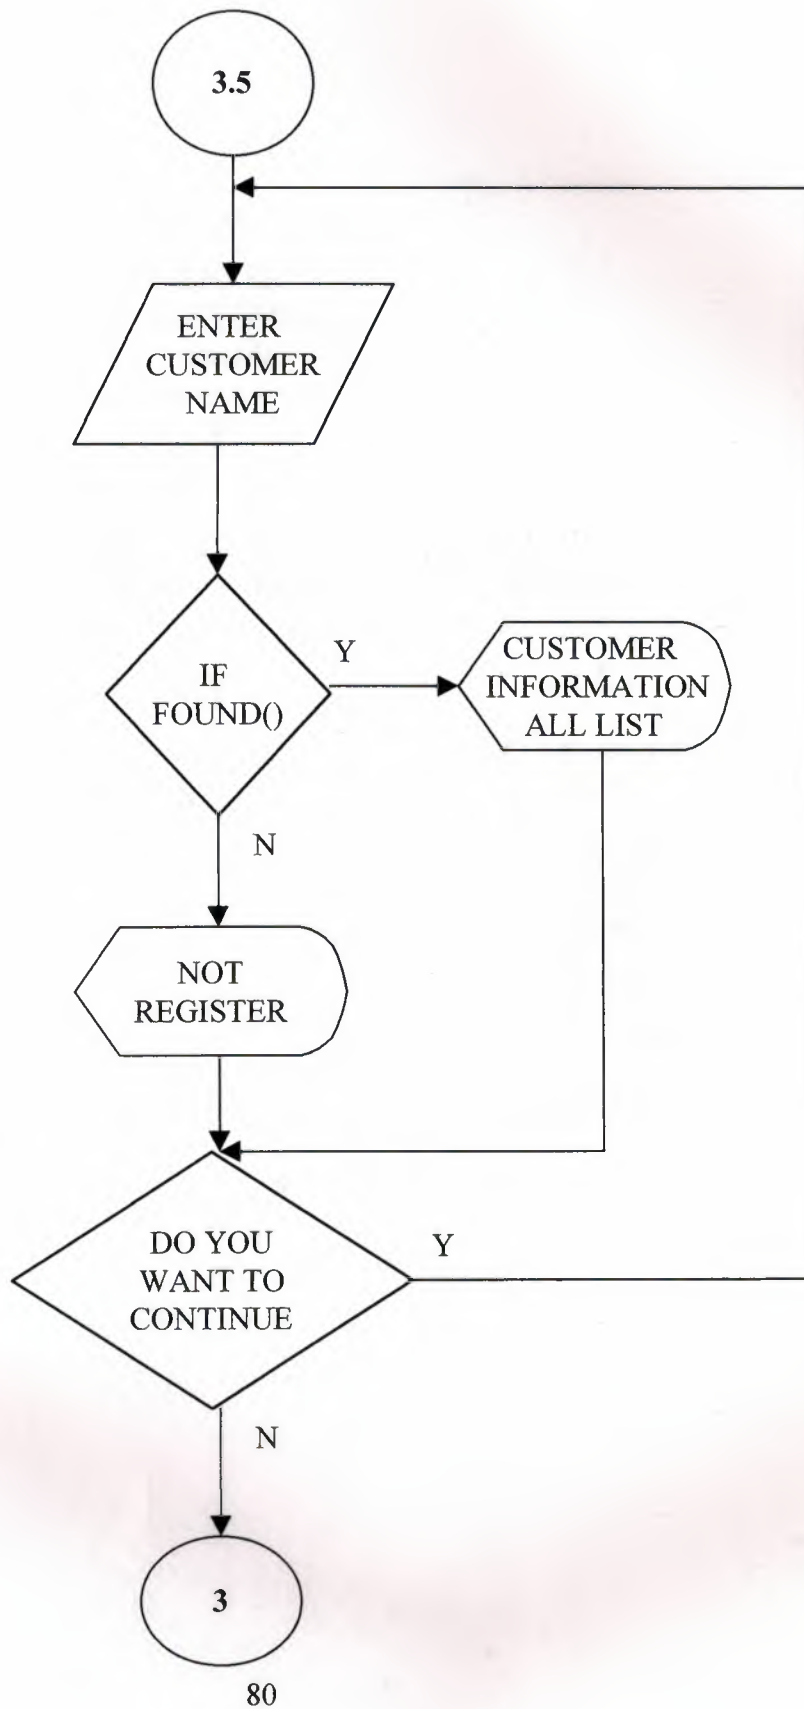 3.5
ENTER
CUSTOMER
NAME
IF
FOUND()
Y
CUSTOMER
INFORMATION
ALL LIST
N
NOT
REGISTER
DO YOU
WANT TO
CONTINUE
Y
N
3
80